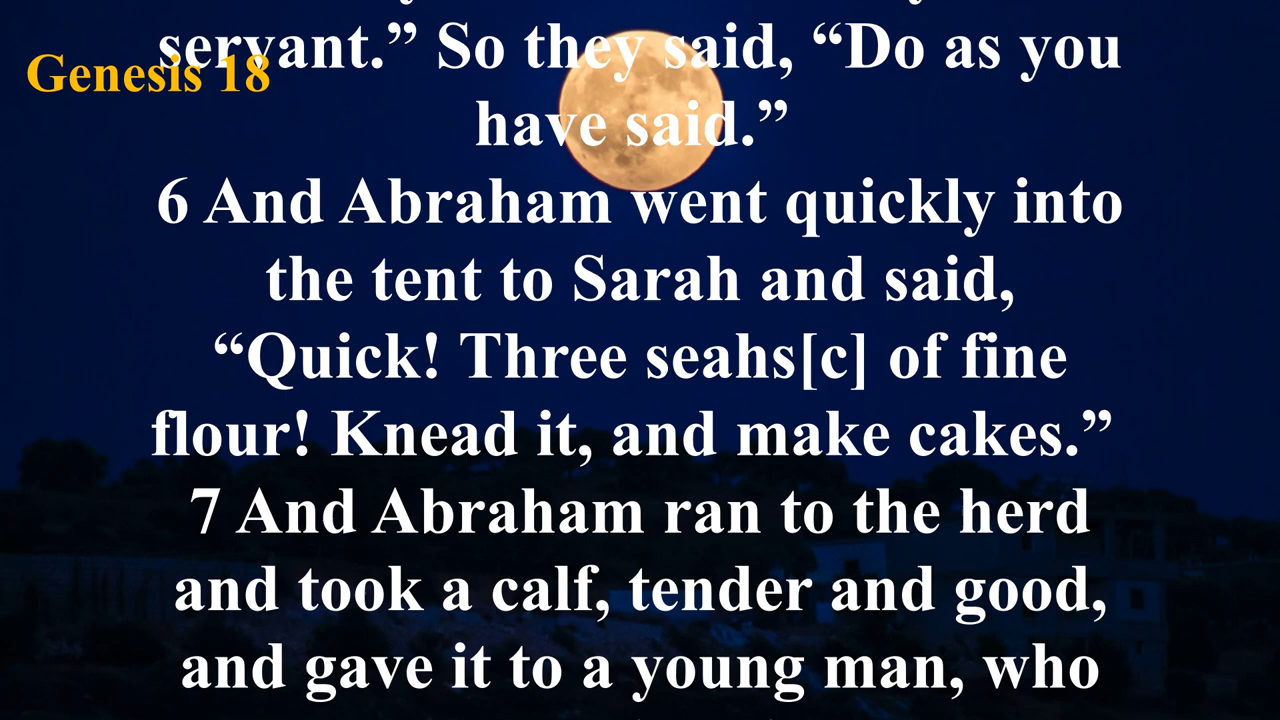 servant.” So they said, “Do as you
Genesis 18
have said.”
6 And Abraham went quickly into
the tent to Sarah and said,
“Quick! Three seahs[c] of fine
flour! Knead it, and make cakes.”
7 And Abraham ran to the herd
and took a calf, tender and good,
and gave it to a young man, who